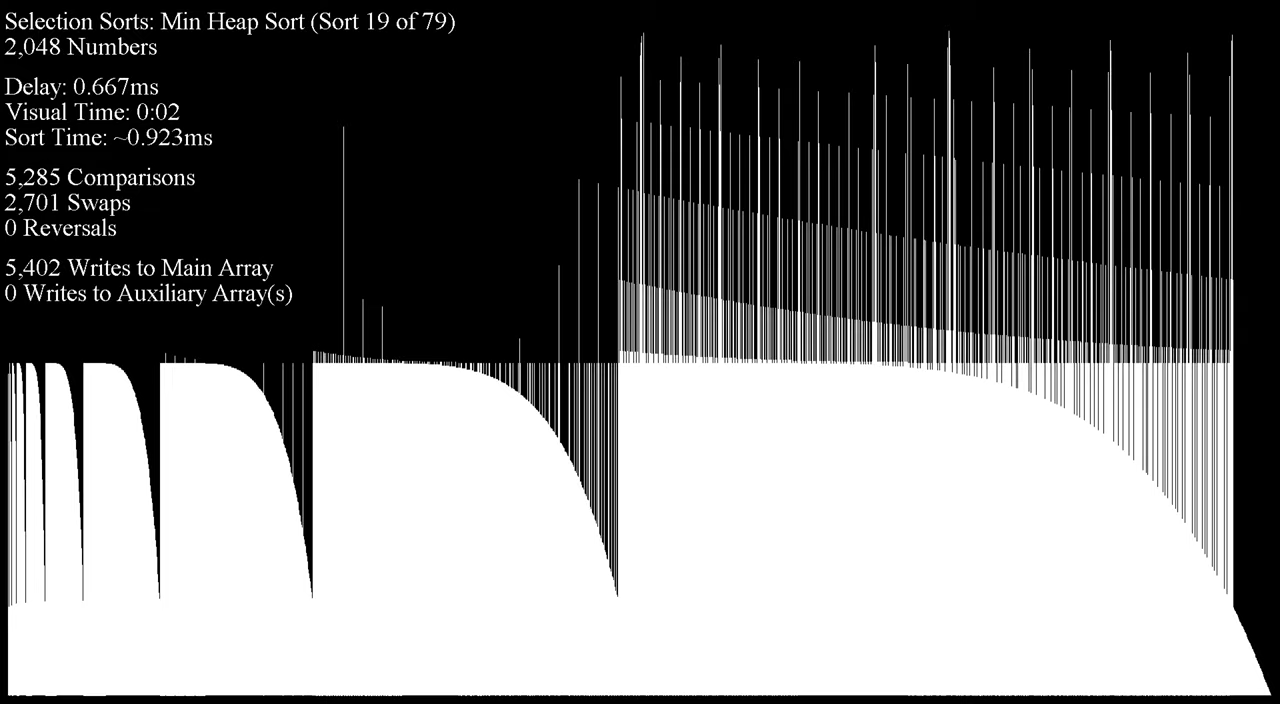 Selection Sorts: Min Heap Sort (Sort 19 of 79)
2,048 Numbers
Delay: 0.667ms
Visual Time: 0:02
Sort Time: ~0.923ms
5,285 Comparisons
2,701 Swaps
0 Reversals
5,402 Writes to Main Array
0 Writes to Auxiliary Array(s)